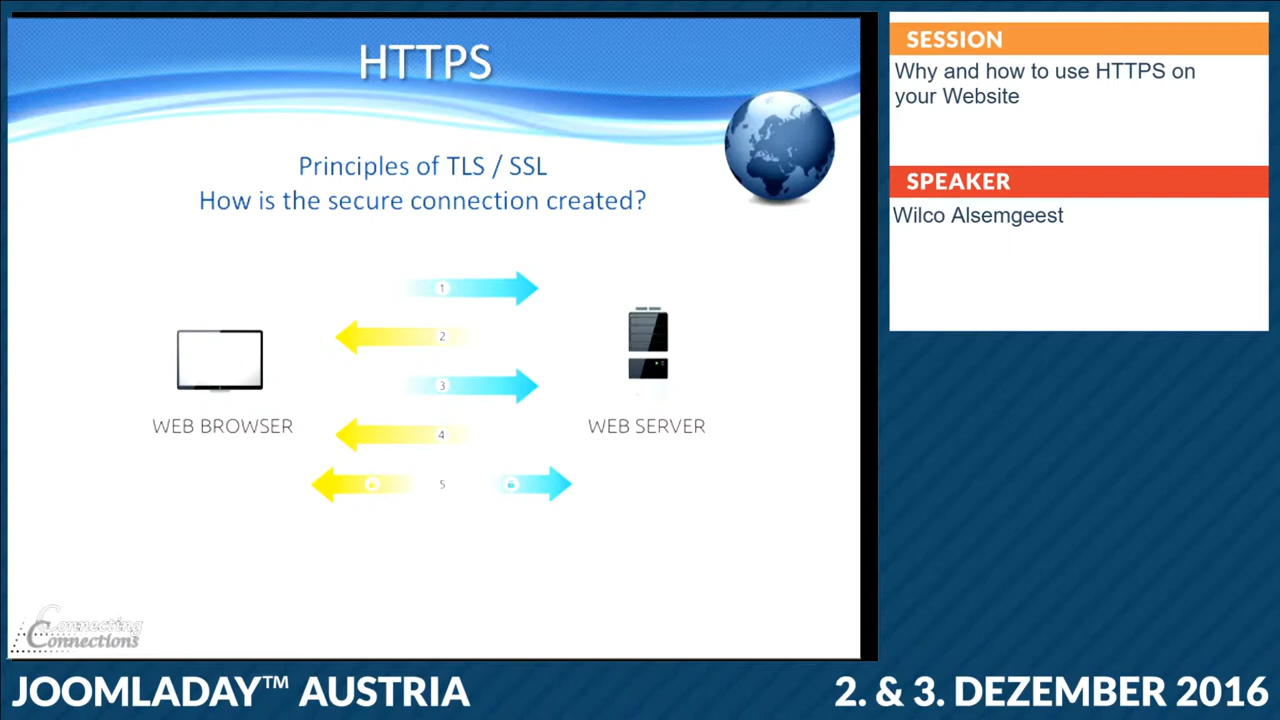 HTTPS
Principles of TLS / SSL
How is the secure connection created?
1
2
3
4
5
WEB BROWSER
WEB SERVER
Connecting
Connections
SESSION
Why and how to use HTTPS on
your Website
SPEAKER
Wilco Alsemgeest
JOOMLADAY™ AUSTRIA
2. & 3. DEZEMBER 2016